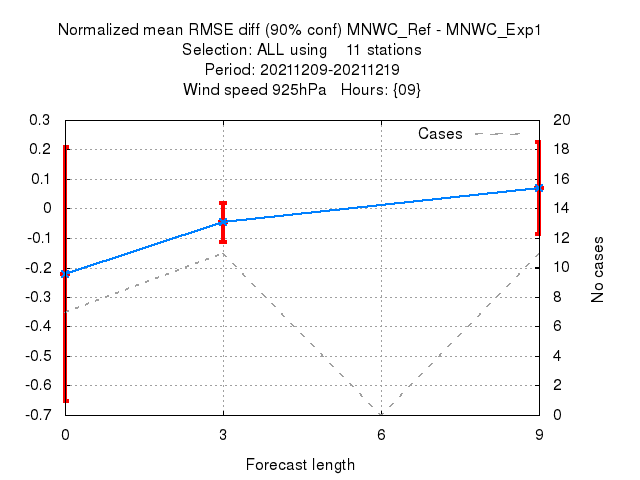 Normalized mean RMSE diff (90% conf) MNWC_Ref - MNWC_Exp1
Selection: ALL using 11 stations
Period: 20211209-20211219
Wind speed 925hPa Hours: {09}
Cases
0.3
0.2
0.1
0
-0.1
-0.2
-0.3
-0.4
-0.5
-0.6
-0.7
20
18
16
14
12
10
8
6
4
2
0
No cases
0 3 6 9
Forecast length